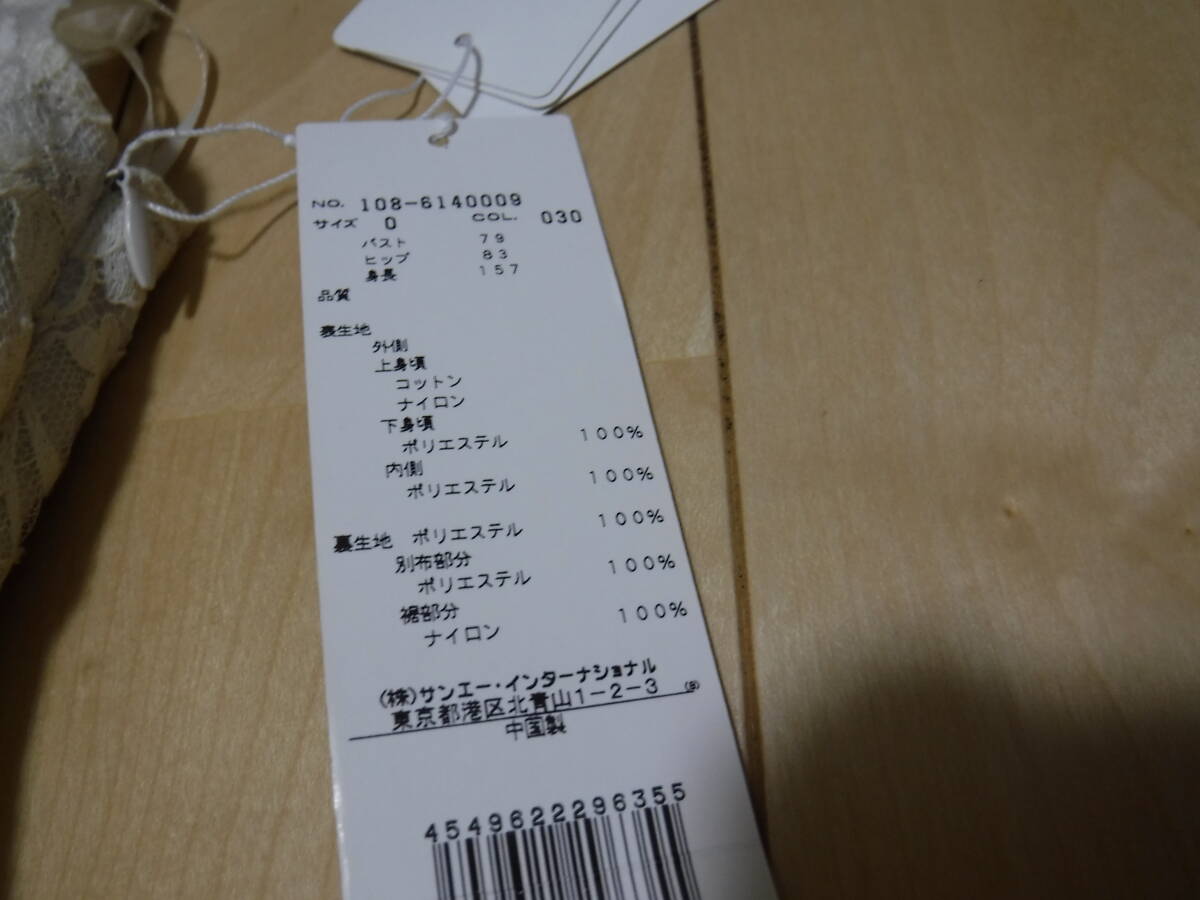 NO. 108-6140009
サイズ 0 COL. 030
バスト 79
ヒップ 83
身長 157
品質
表生地
外側
上身頃
コットン
ナイロン
下身頃
ポリエステル 100%
内側
ポリエステル 100%
裏生地 ポリエステル 100%
別布部分
ポリエステル 100%
裾部分
ナイロン 100%
(株)サンエー・インターナショナル
東京都港区北青山1-2-3
中国製
4549622296355